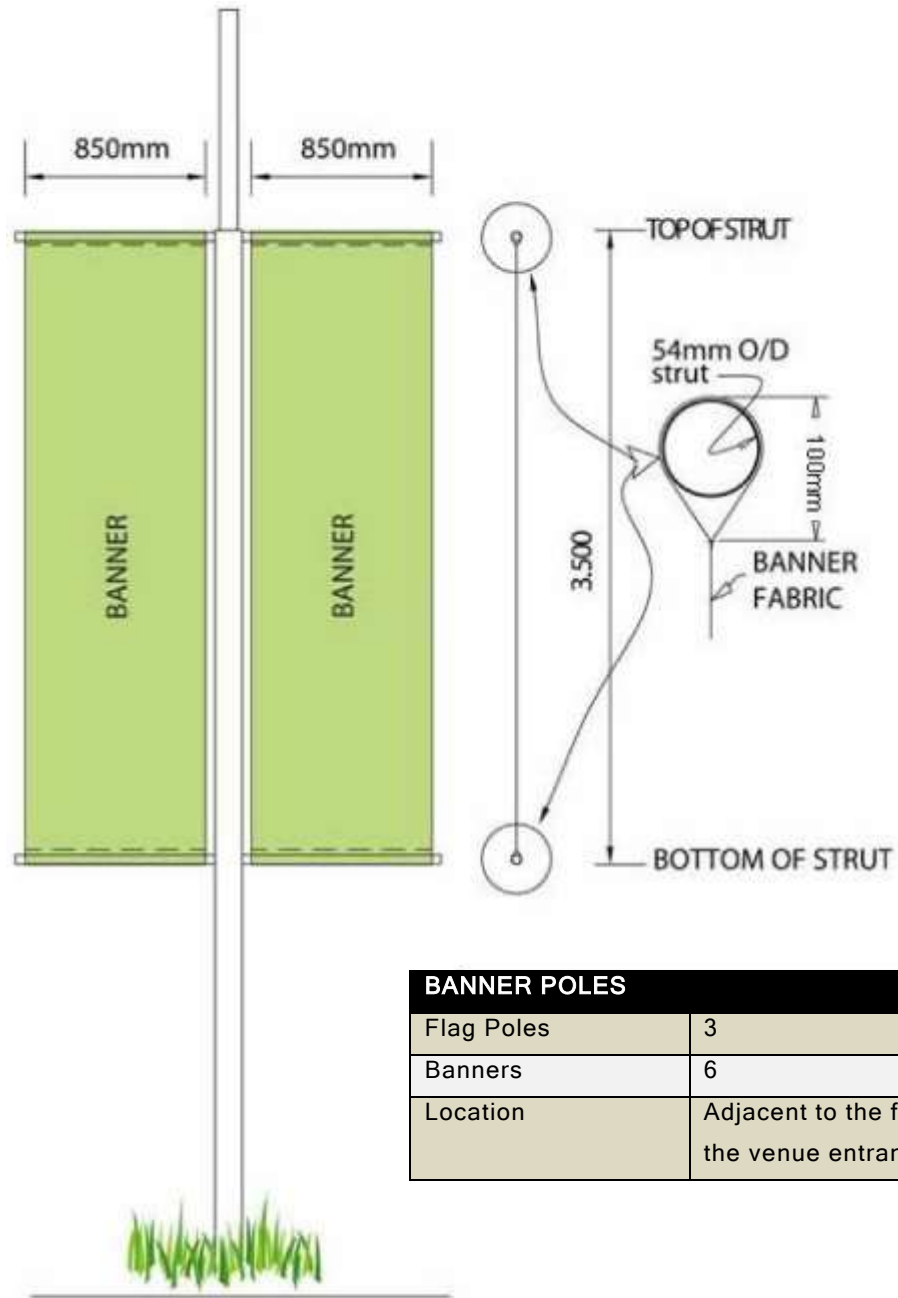 850mm 850mm
TOP OF STRUT
54mm O/D
strut
100mm
3.500
BANNER
BANNER
BANNER
FABRIC
BOTTOM OF STRUT
BANNER POLES
Flag Poles 3
Banners 6
Location Adjacent to the
the venue